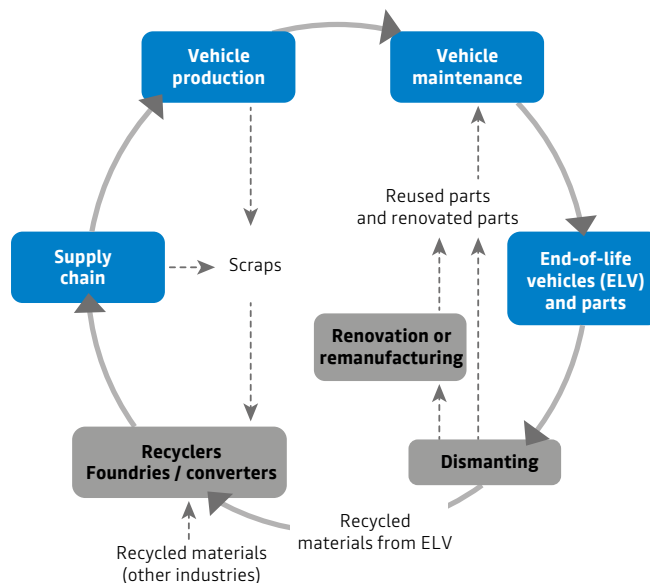 Vehicle
production
Vehicle
maintenance
Reused parts
and renovated parts
Supply
chain
Scraps
End-of-life
vehicles (ELV)
and parts
Renovation or
remanufacturing
Recyclers
Foundries / converters
Dismanting
Recycled
materials from ELV
Recycled materials
(other industries)